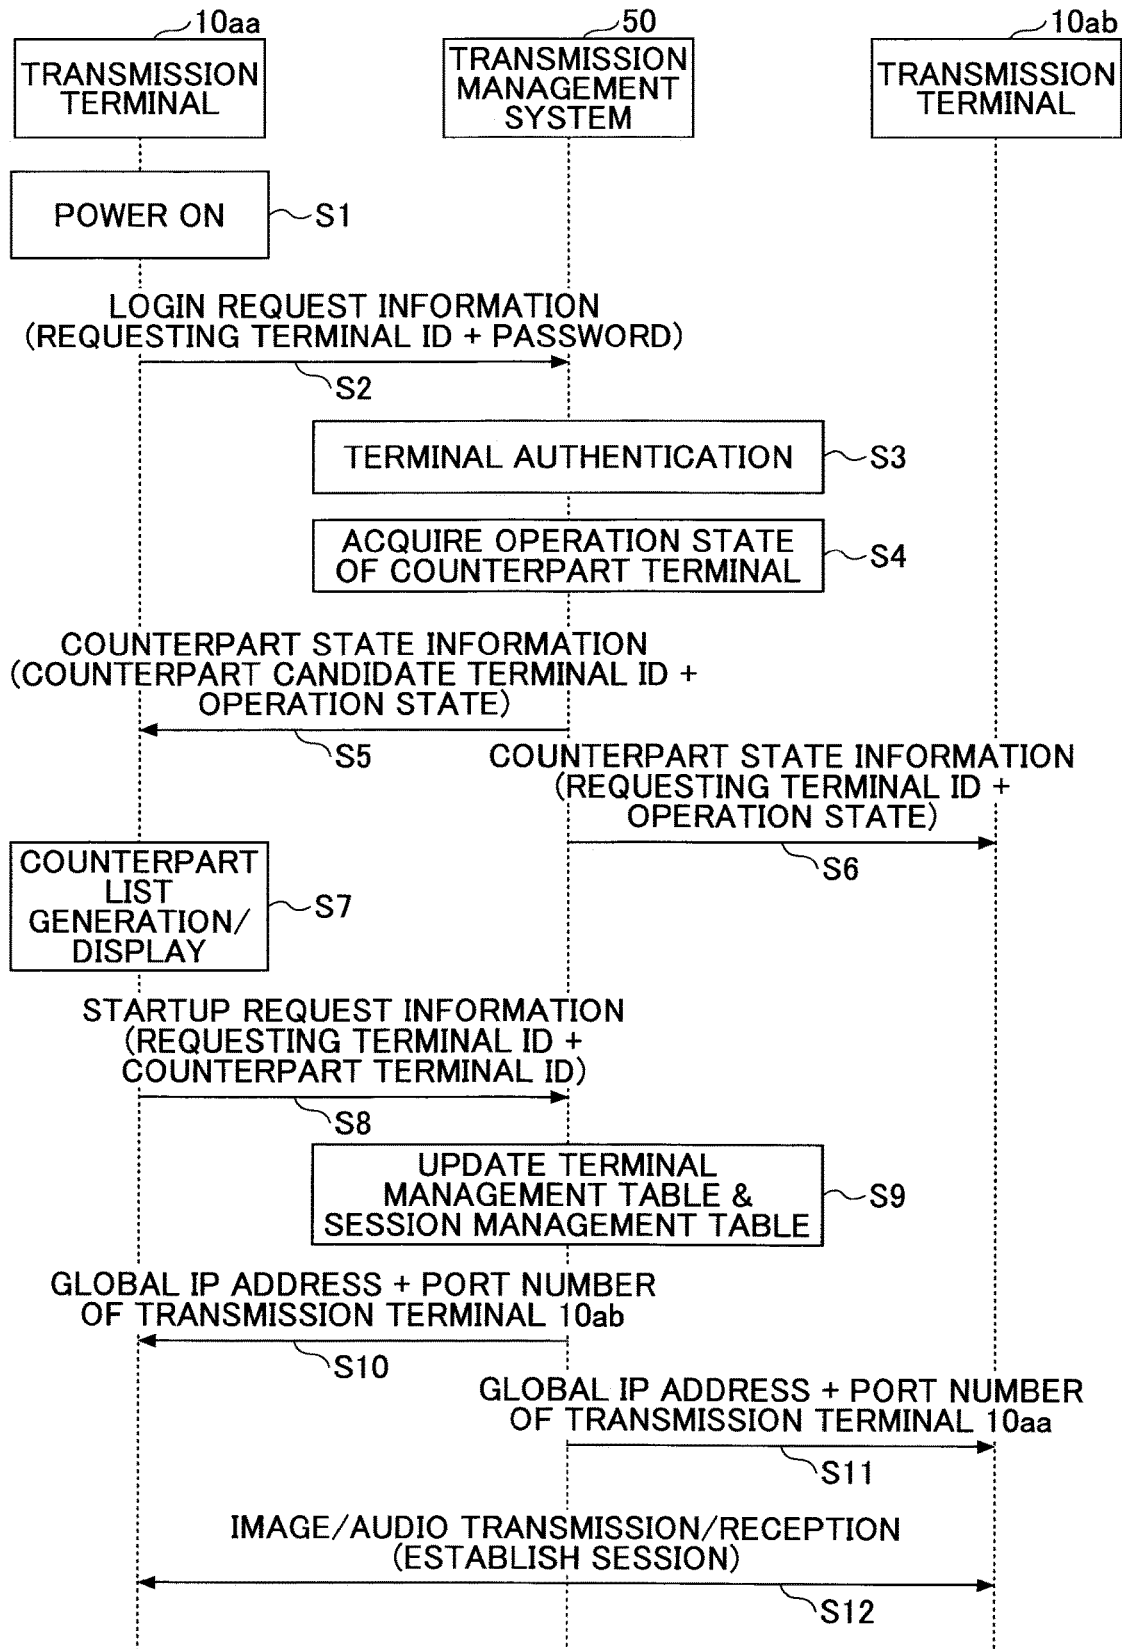 10aa
50
10ab
TRANSMISSION
TERMINAL
TRANSMISSION
MANAGEMENT
SYSTEM
TRANSMISSION
TERMINAL
POWER ON
S1
LOGIN REQUEST INFORMATION
(REQUESTING TERMINAL ID + PASSWORD)
S2
TERMINAL AUTHENTICATION
S3
ACQUIRE OPERATION STATE
OF COUNTERPART TERMINAL
S4
COUNTERPART STATE INFORMATION
(COUNTERPART CANDIDATE TERMINAL ID +
OPERATION STATE)
S5
COUNTERPART STATE INFORMATION
(REQUESTING TERMINAL ID +
OPERATION STATE)
S6
COUNTERPART
LIST
GENERATION/
DISPLAY
S7
STARTUP REQUEST INFORMATION
(REQUESTING TERMINAL ID +
COUNTERPART TERMINAL ID)
S8
UPDATE TERMINAL
MANAGEMENT TABLE &
SESSION MANAGEMENT TABLE
S9
GLOBAL IP ADDRESS + PORT NUMBER
OF TRANSMISSION TERMINAL 10ab
S10
GLOBAL IP ADDRESS + PORT NUMBER
OF TRANSMISSION TERMINAL 10aa
S11
IMAGE/AUDIO TRANSMISSION/RECEPTION
(ESTABLISH SESSION)
S12